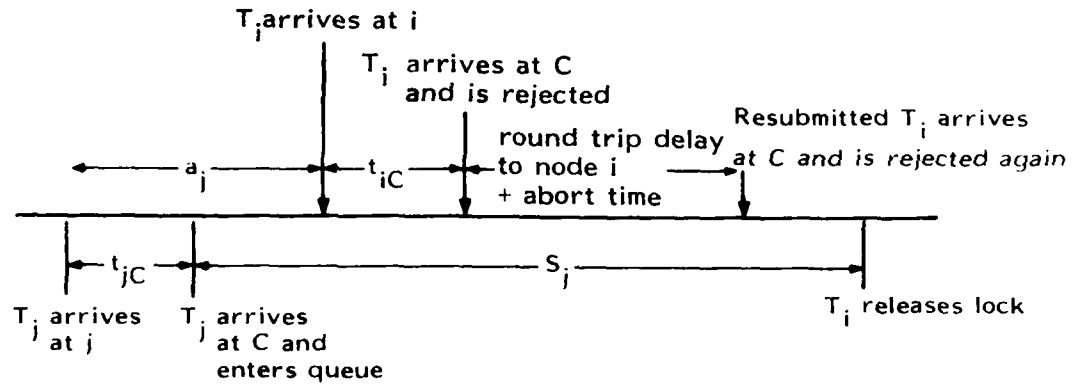 T_i arrives at i
T_i arrives at C
and is rejected
Resubmitted T_i arrives
at C and is rejected again
round trip delay
to node i
+ abort time
a_j
t_iC
t_jC
S_j
T_j arrives
at j
T_j arrives
at C and
enters queue
T_i releases lock